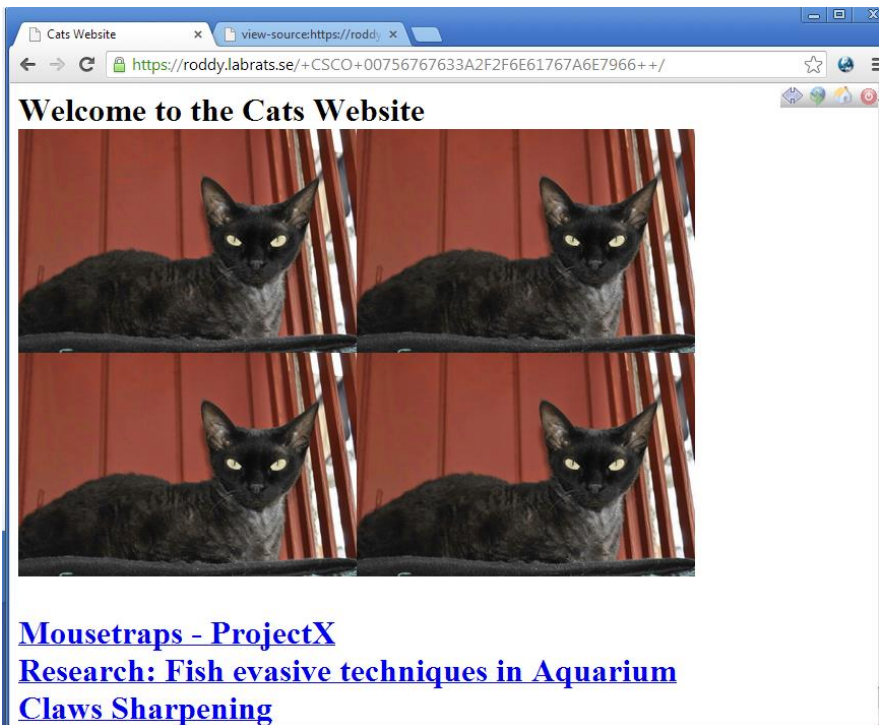 Cats Website
view-source:https://roddy
https://roddy.labrats.se/+CSCO+00756767633A2F2F6E61767A6E7966++/
Welcome to the Cats Website
Mousetraps - ProjectX
Research: Fish evasive techniques in Aquarium
Claws Sharpening